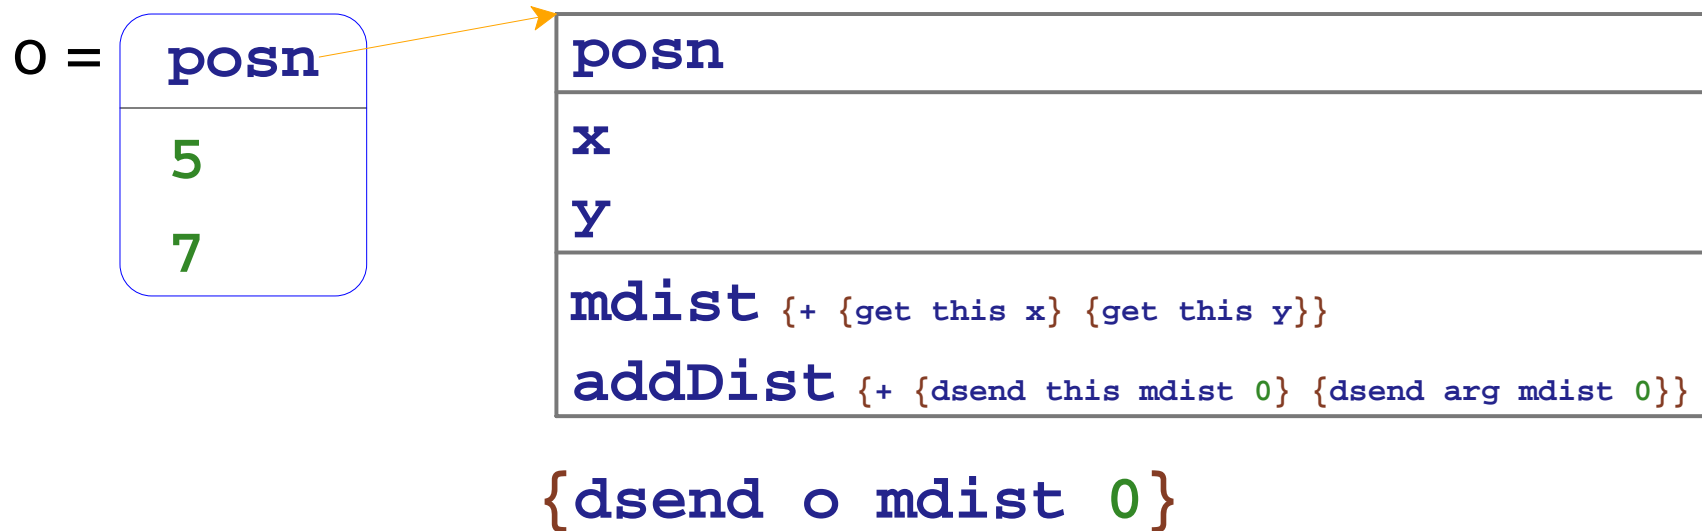 o =
posn
5
7
posn
x
y
mdist {+ {get this x} {get this y}}
addDist {+ {dsend this mdist 0} {dsend arg mdist 0}}
{dsend o mdist 0}